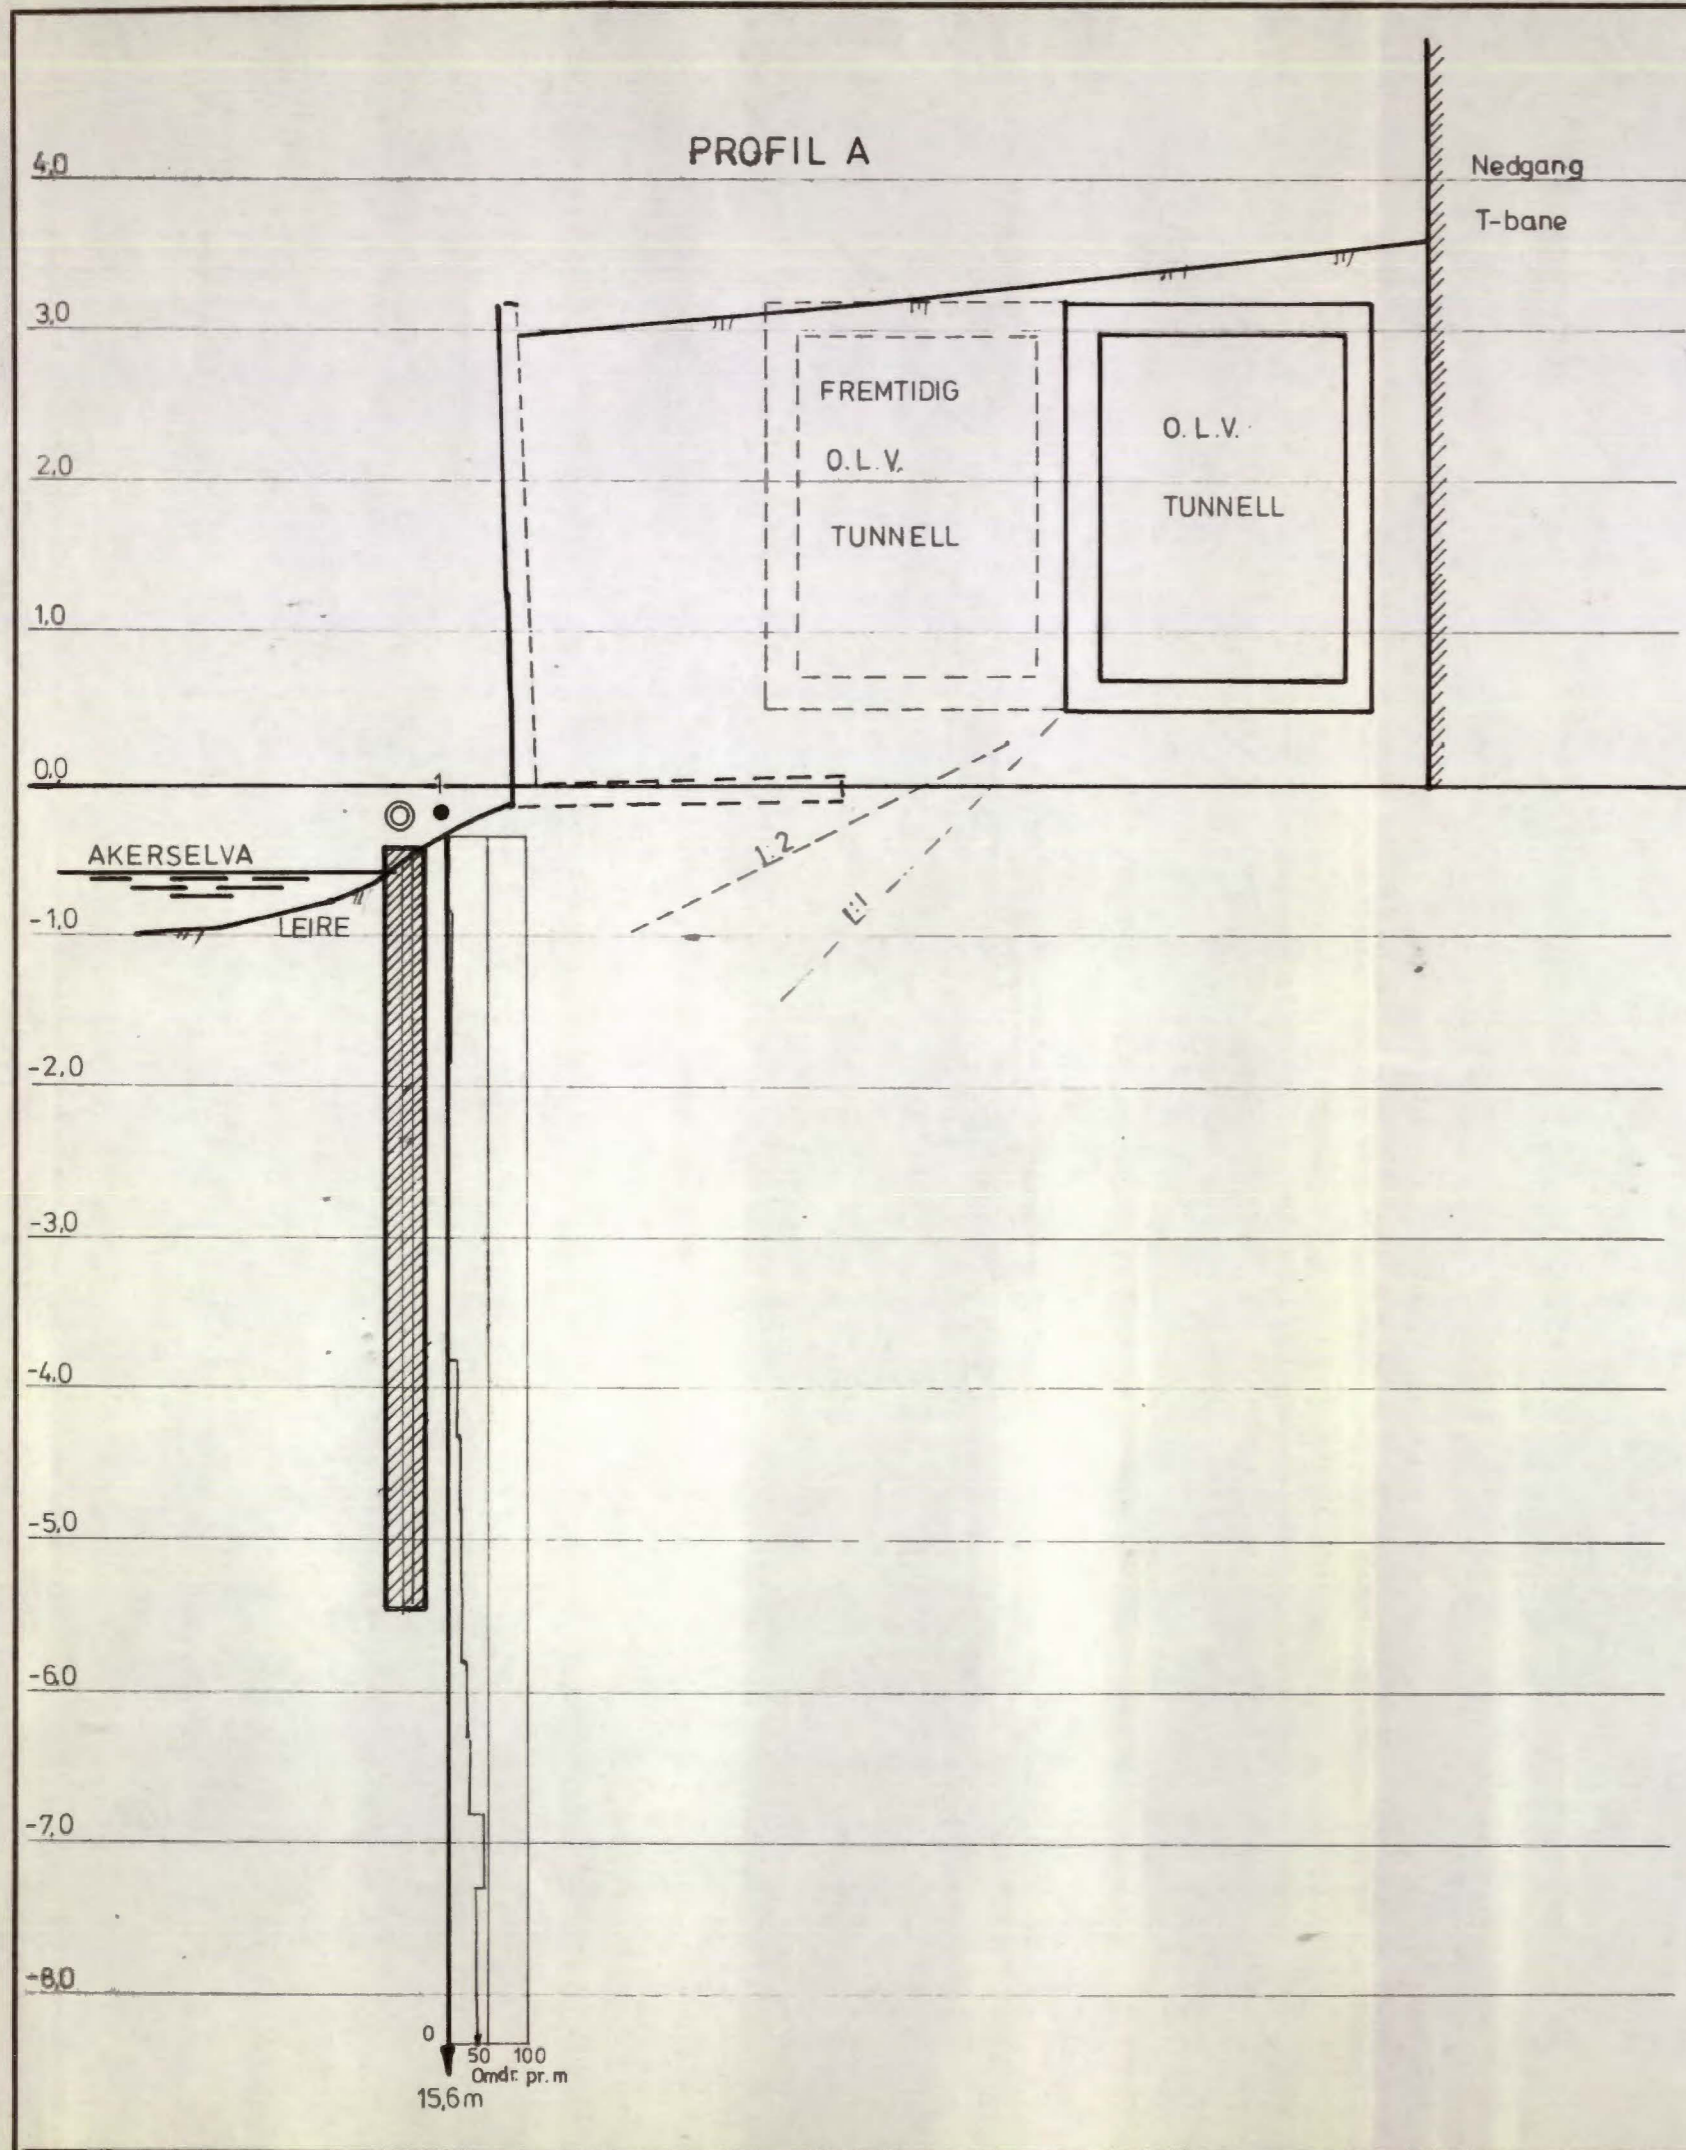 PROFIL A
4,0
Nedgang
T-bane
3,0
FREMTIDIG
O.L.V.
TUNNELL
O.L.V.
TUNNELL
2,0
1,0
0,0
1
AKERSELVA
1:2
1:1
-1,0
LEIRE
-2,0
-3,0
-4,0
-5,0
-6,0
-7,0
-8,0
0
50 100
Omdr. pr. m
15,6m